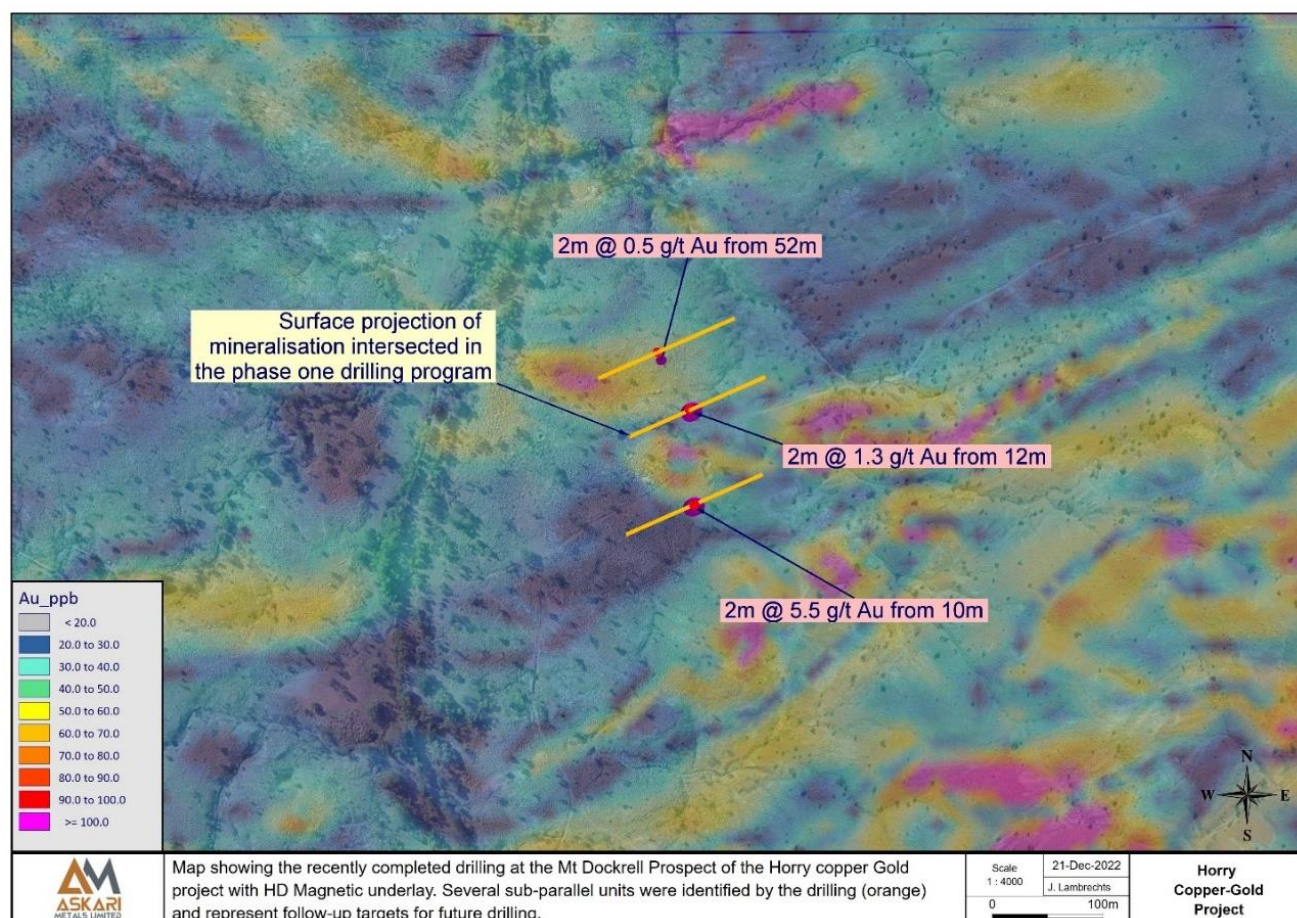 2m @ 0.5 g/t Au from 52m
Surface projection of
mineralisation intersected in
the phase one drilling program
2m @ 1.3 g/t Au from 12m
2m @ 5.5 g/t Au from 10m
Au_ppb
< 20.0
20.0 to 30.0
30.0 to 40.0
40.0 to 50.0
50.0 to 60.0
60.0 to 70.0
70.0 to 80.0
80.0 to 90.0
90.0 to 100.0
>= 100.0
N
W E
S
AM
ASKARI
METALS LIMITED
Map showing the recently completed drilling at the Mt Dockrell Prospect of the Horry copper Gold
project with HD Magnetic underlay. Several sub-parallel units were identified by the drilling (orange)
and represent follow-up targets for future drilling.
Scale
1 : 4000
21-Dec-2022
J. Lambrechts
0 100m
Horry
Copper-Gold
Project